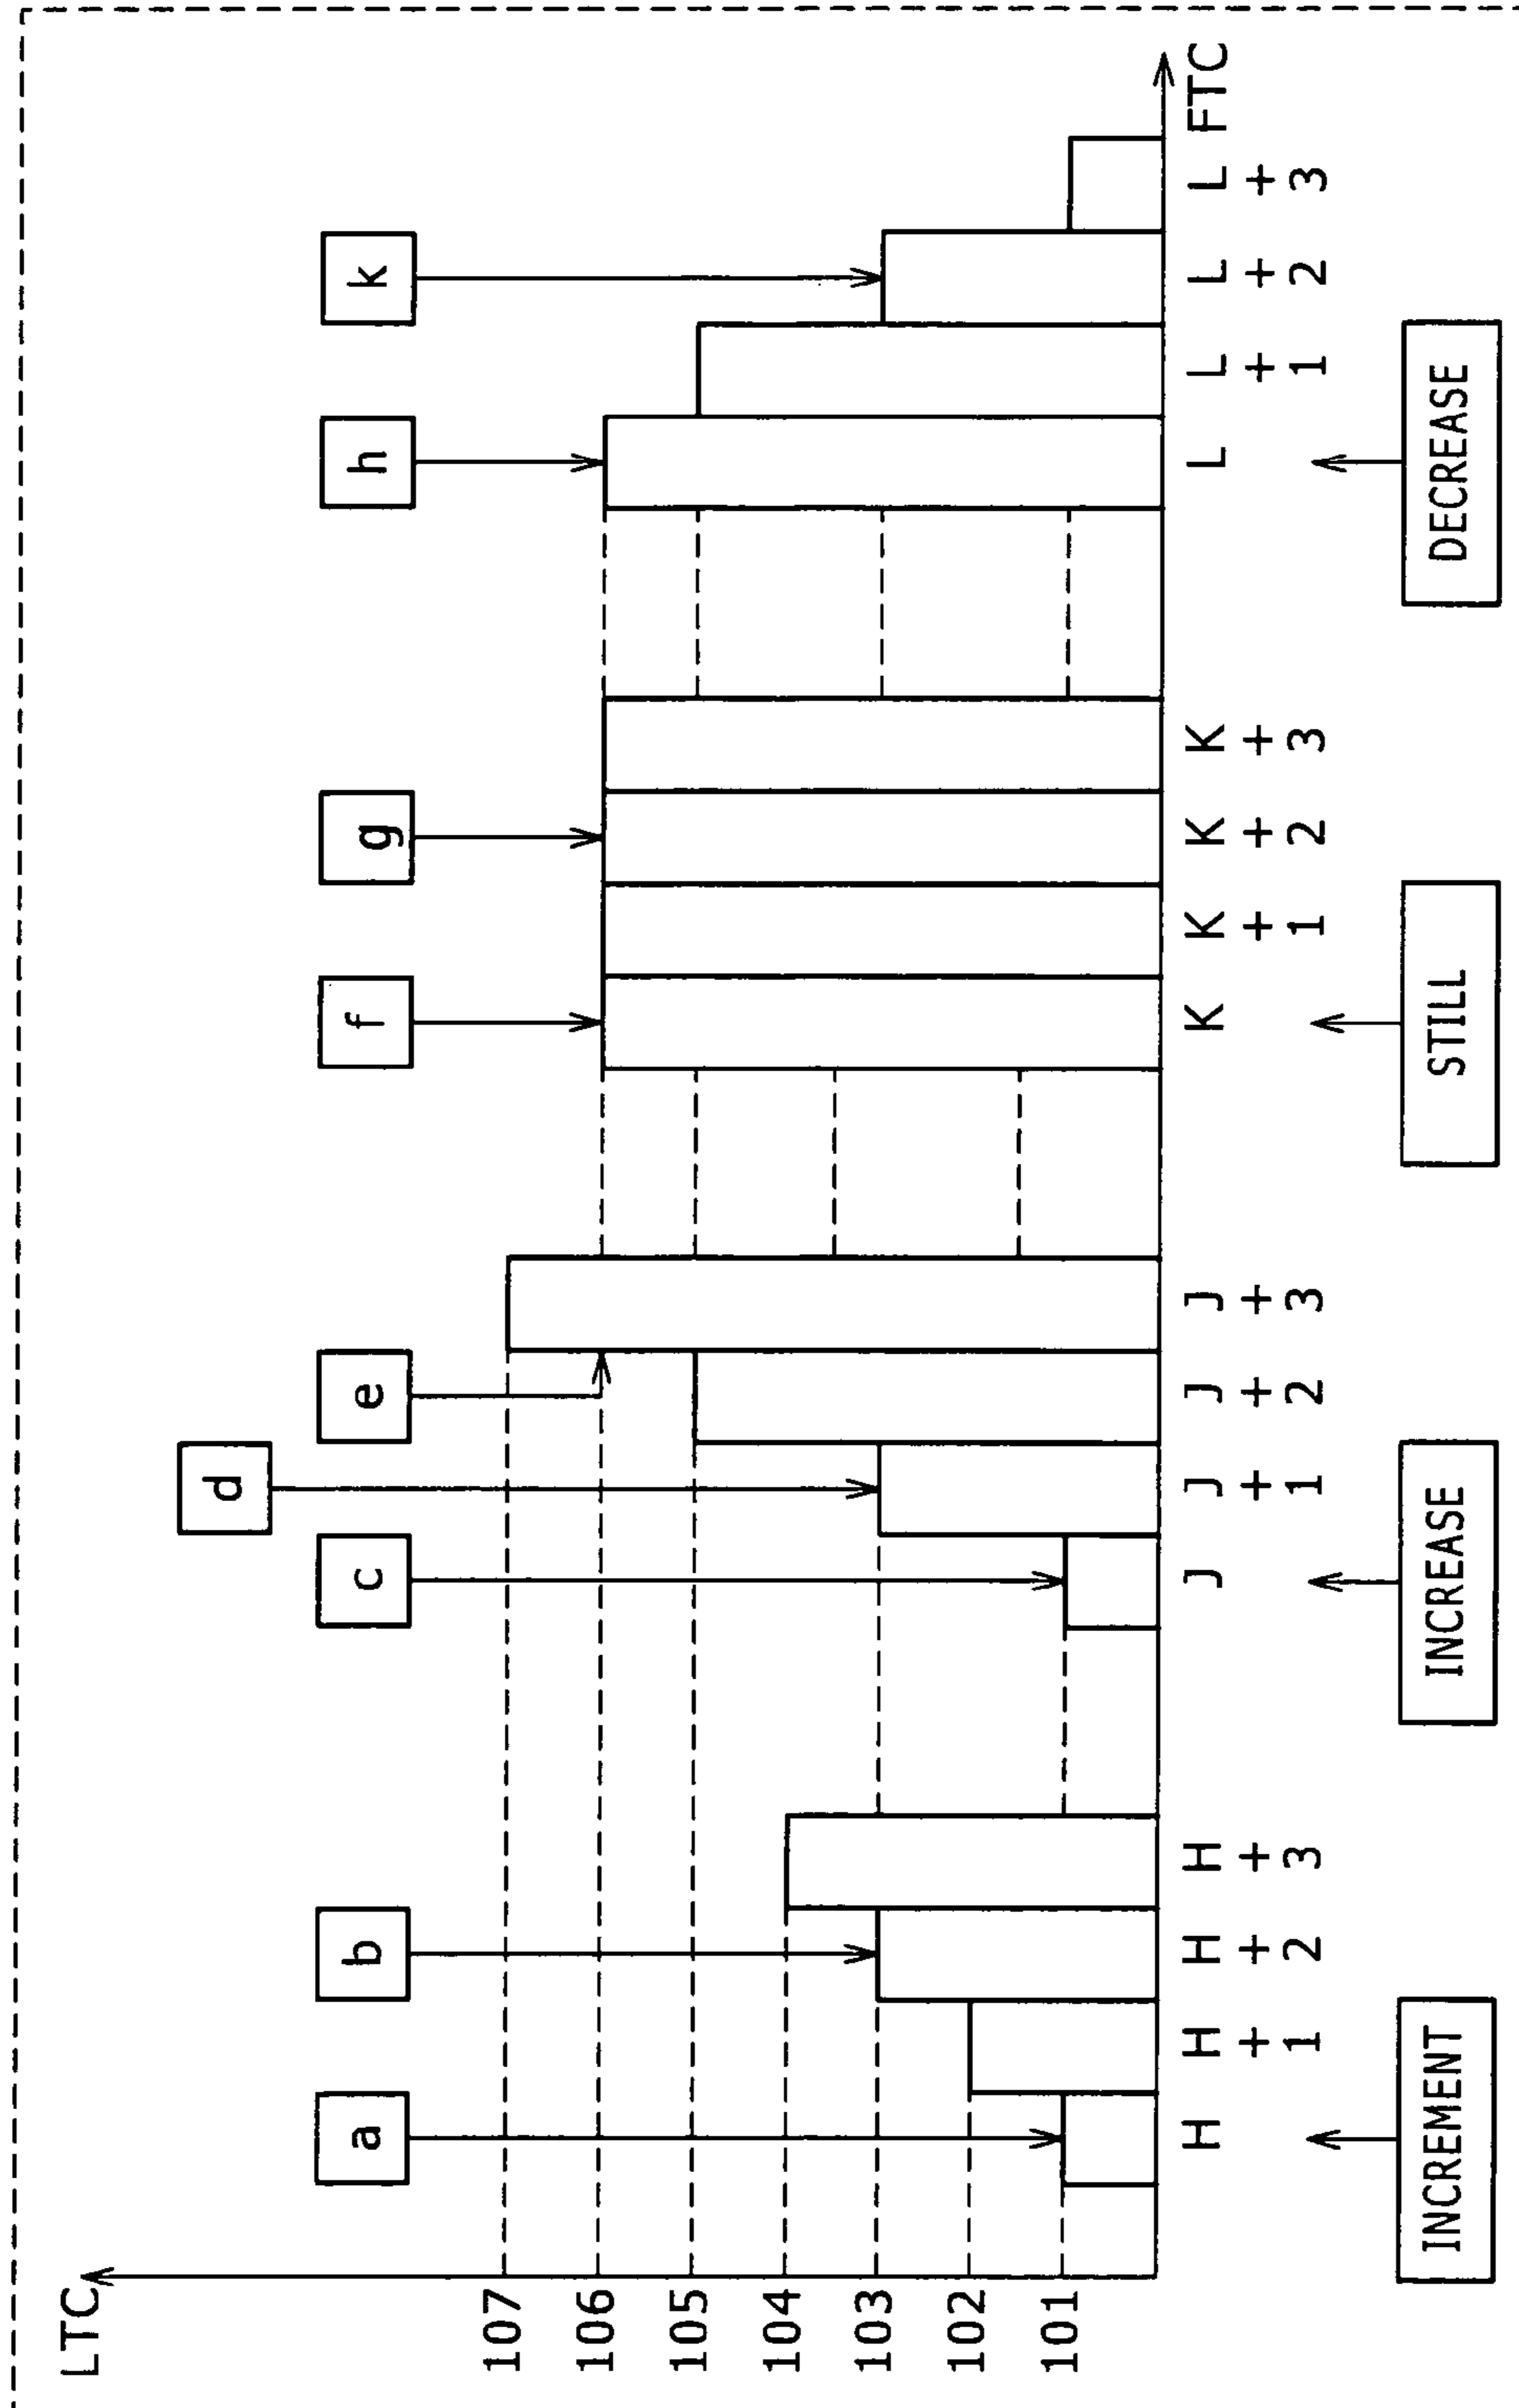 LTC
d
a
b
c
e
f
g
h
k
107
106
105
104
103
102
101
H
H+1
H+2
H+3
J
J+1
J+2
J+3
K
K+1
K+2
K+3
L
L+1
L+2
L+3
FTC
INCREMENT
INCREASE
STILL
DECREASE